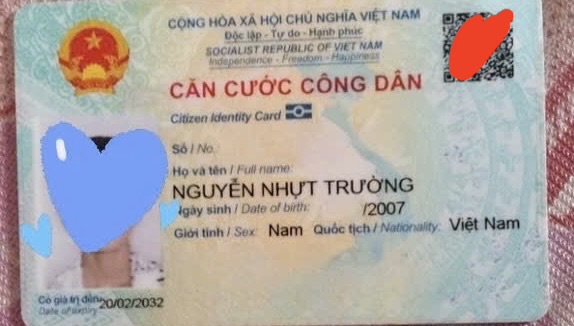 CỘNG HÒA XÃ HỘI CHỦ NGHĨA VIỆT NAM
Độc lập - Tự do - Hạnh phúc
SOCIALIST REPUBLIC OF VIET NAM
Independence - Freedom - Happiness
CĂN CƯỚC CÔNG DÂN
Citizen Identity Card
Số / No.
Họ và tên / Full name:
NGUYỄN NHỰT TRƯỜNG
Ngày sinh / Date of birth: /2007
Giới tính / Sex: Nam Quốc tịch / Nationality: Việt Nam
Có giá trị đến: 20/02/2032
Date of expiry